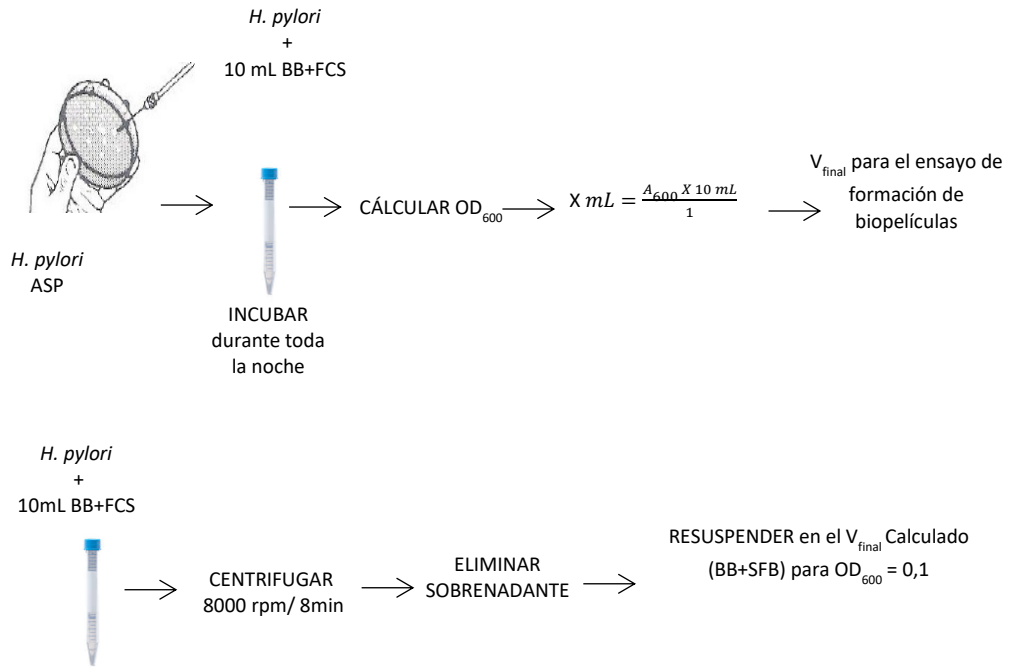 H. pylori
+
10 mL BB+FCS
H. pylori
ASP
INCUBAR
durante toda
la noche
CÁLCULAR OD600
X mL = A600 X 10 mL / 1
Vfinal para el ensayo de
formación de
biopelículas
H. pylori
+
10mL BB+FCS
CENTRIFUGAR
8000 rpm/ 8min
ELIMINAR
SOBRENADANTE
RESUSPENDER en el Vfinal Calculado
(BB+SFB) para OD600 = 0,1